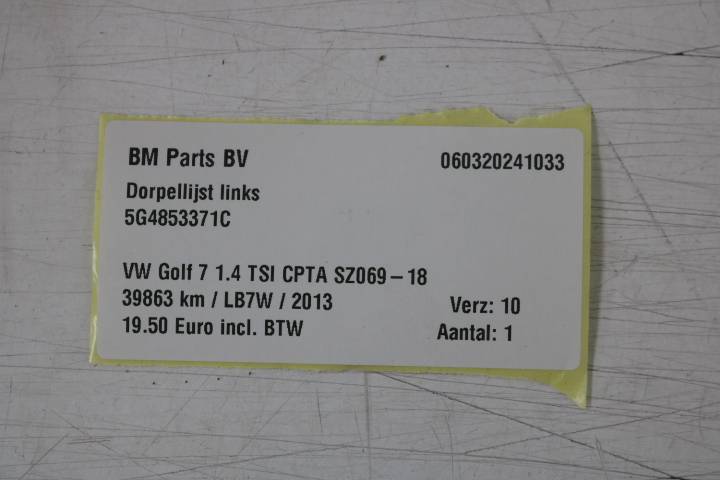 BM Parts BV 060320241033
Dorpellijst links
5G4853371C
VW Golf 7 1.4 TSI CPTA SZ069-18
39863 km / LB7W / 2013 Verz: 10
19.50 Euro incl. BTW Aantal: 1